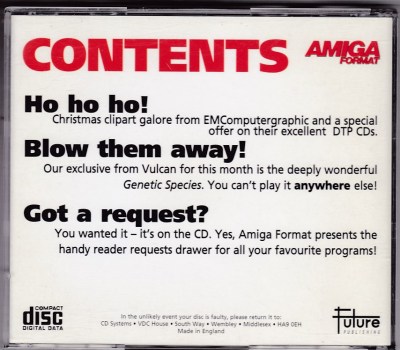 CONTENTS
AMIGA
FORMAT
Ho ho ho!
Christmas clipart galore from EMComputergraphic and a special
offer on their excellent DTP CDs.
Blow them away!
Our exclusive from Vulcan for this month is the deeply wonderful
Genetic Species. You can't play it anywhere else!
Got a request?
You wanted it – it's on the CD. Yes, Amiga Format presents the
handy reader requests drawer for all your favourite programs!
COMPACT
disc
DIGITAL DATA
In the unlikely event your disc is faulty, please return it to:
CD Systems • VDC House • South Way • Wembley • Middlesex • HA9 0EH
Made in England
Future
PUBLISHING